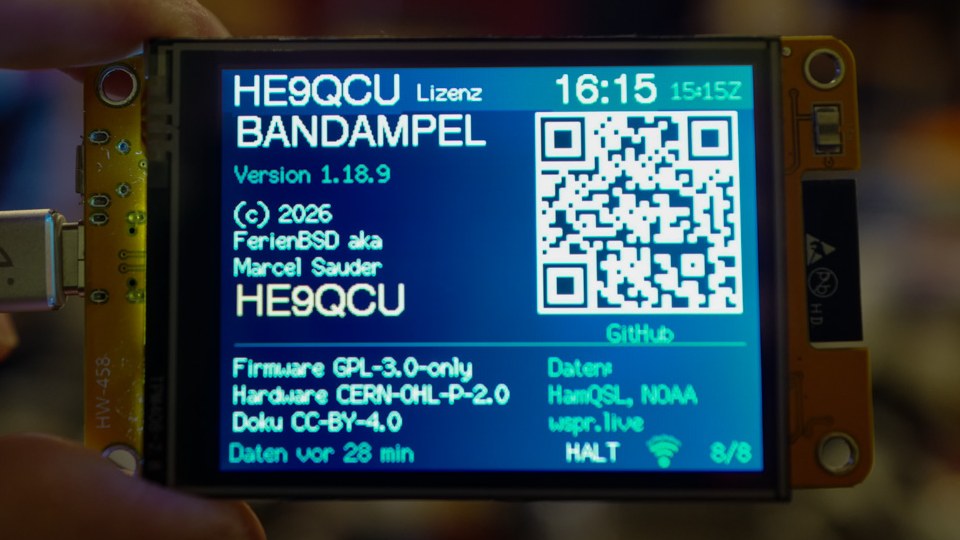 HE9QCU Lizenz 16:15 15:15Z
BANDAMPEL
Version 1.18.9
(c) 2026
FerienBSD aka
Marcel Sauder
HE9QCU
GitHub
Firmware GPL-3.0-only
Hardware CERN-OHL-P-2.0
Doku CC-BY-4.0
Daten:
HamQSL, NOAA
wspr.live
Daten vor 28 min HALT 8/8
HW-458